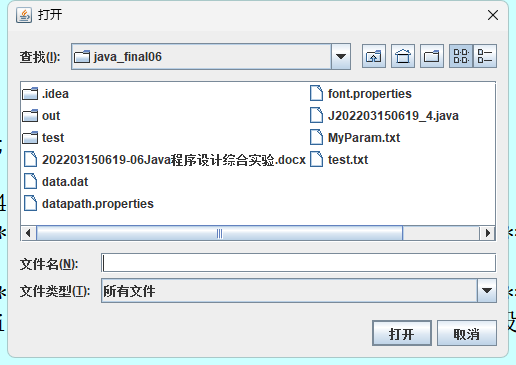 打开
查找(I): java_final06
.idea
out
test
202203150619-06Java程序设计综合实验.docx
data.dat
datapath.properties
font.properties
J202203150619_4.java
MyParam.txt
test.txt
文件名(N):
文件类型(T): 所有文件
打开 取消